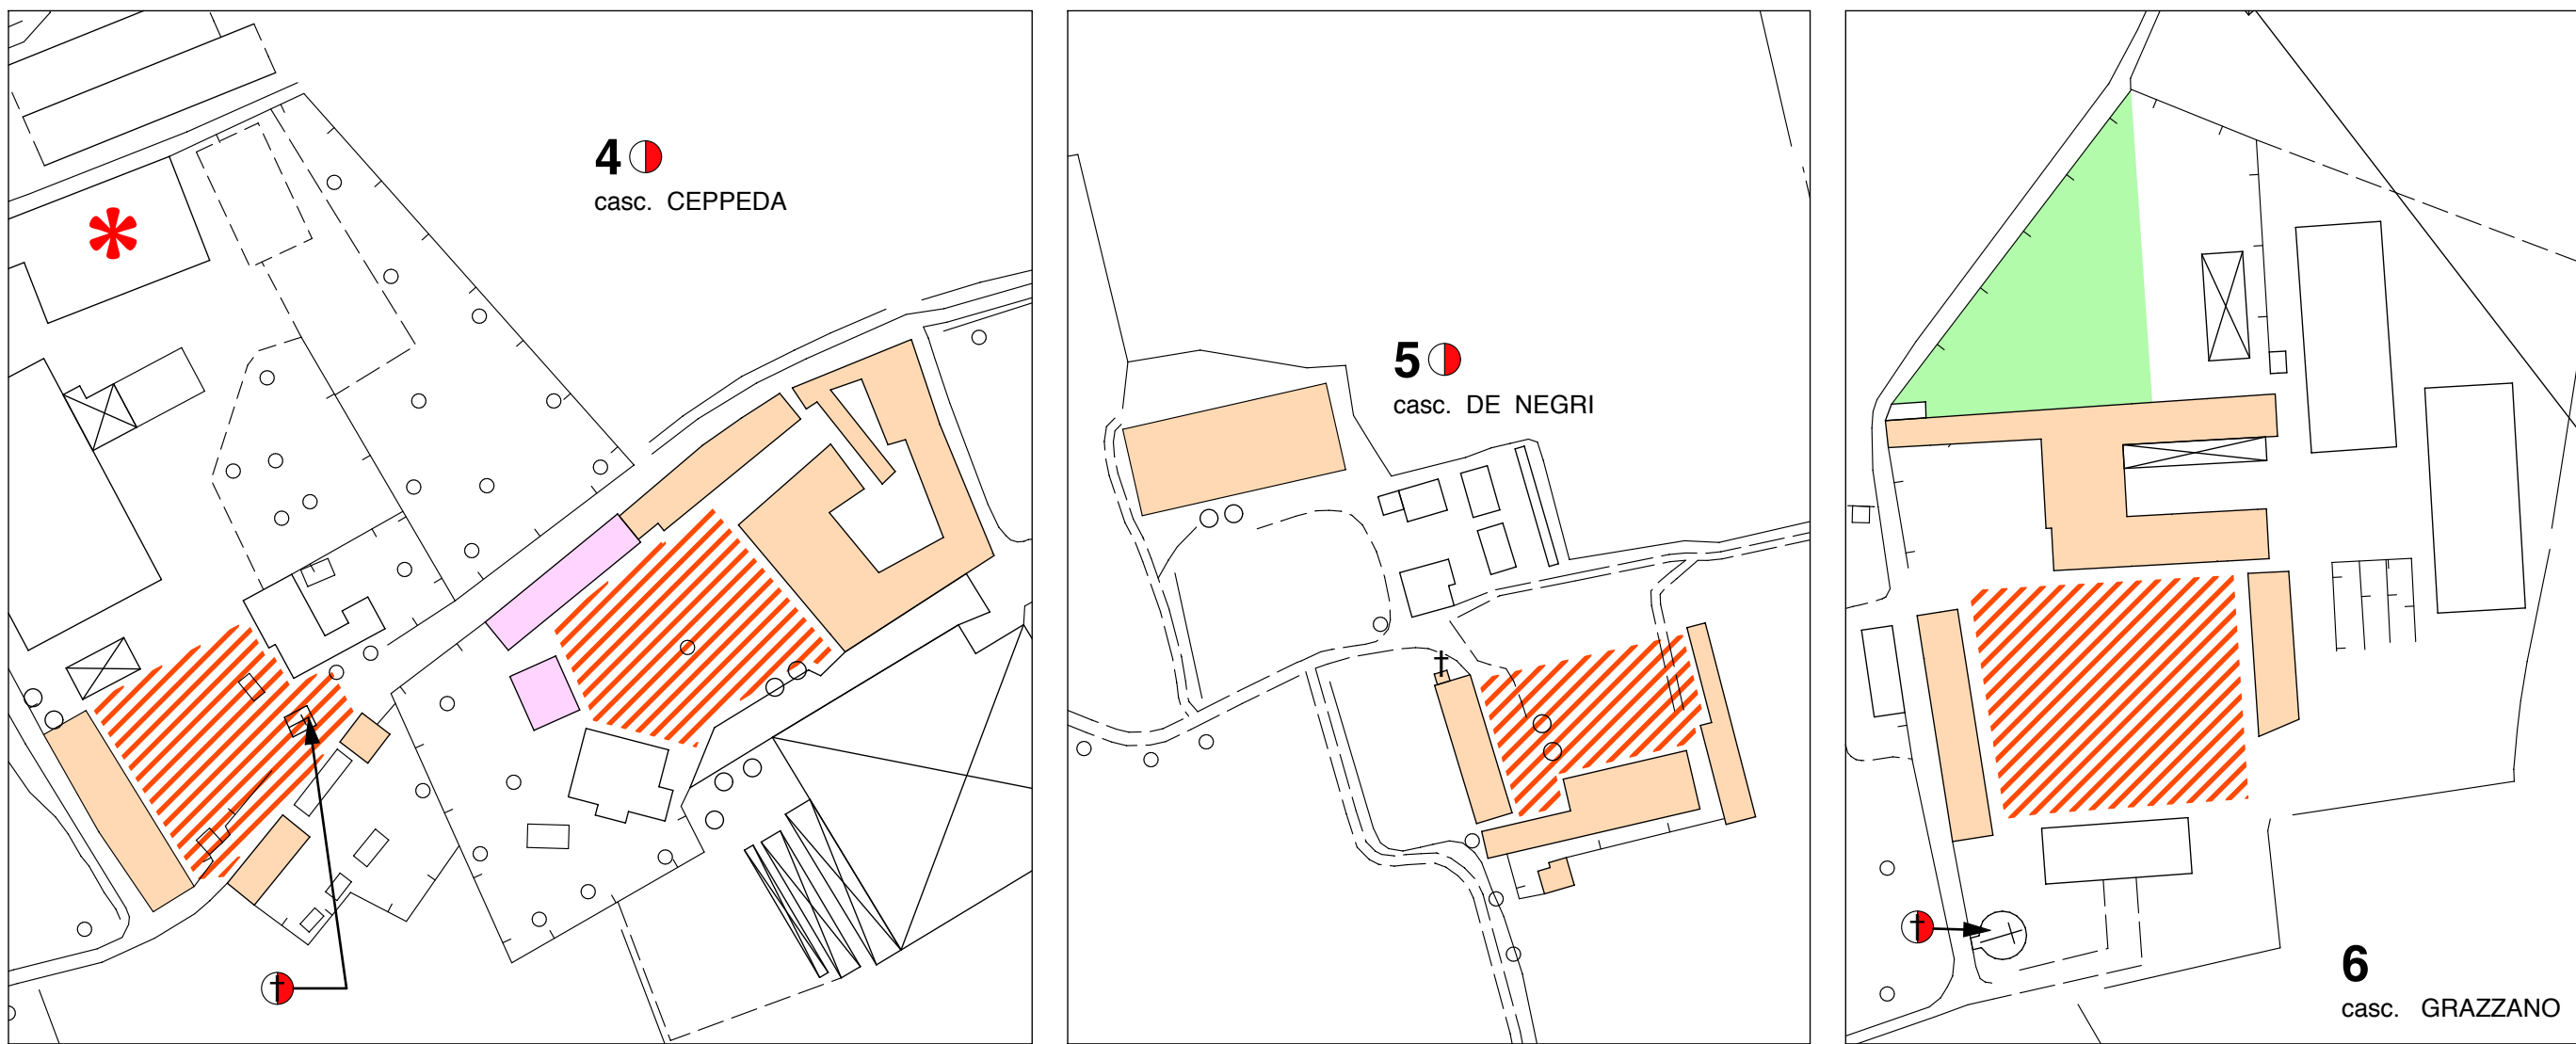 4
casc. CEPPEDA
5
casc. DE NEGRI
6
casc. GRAZZANO